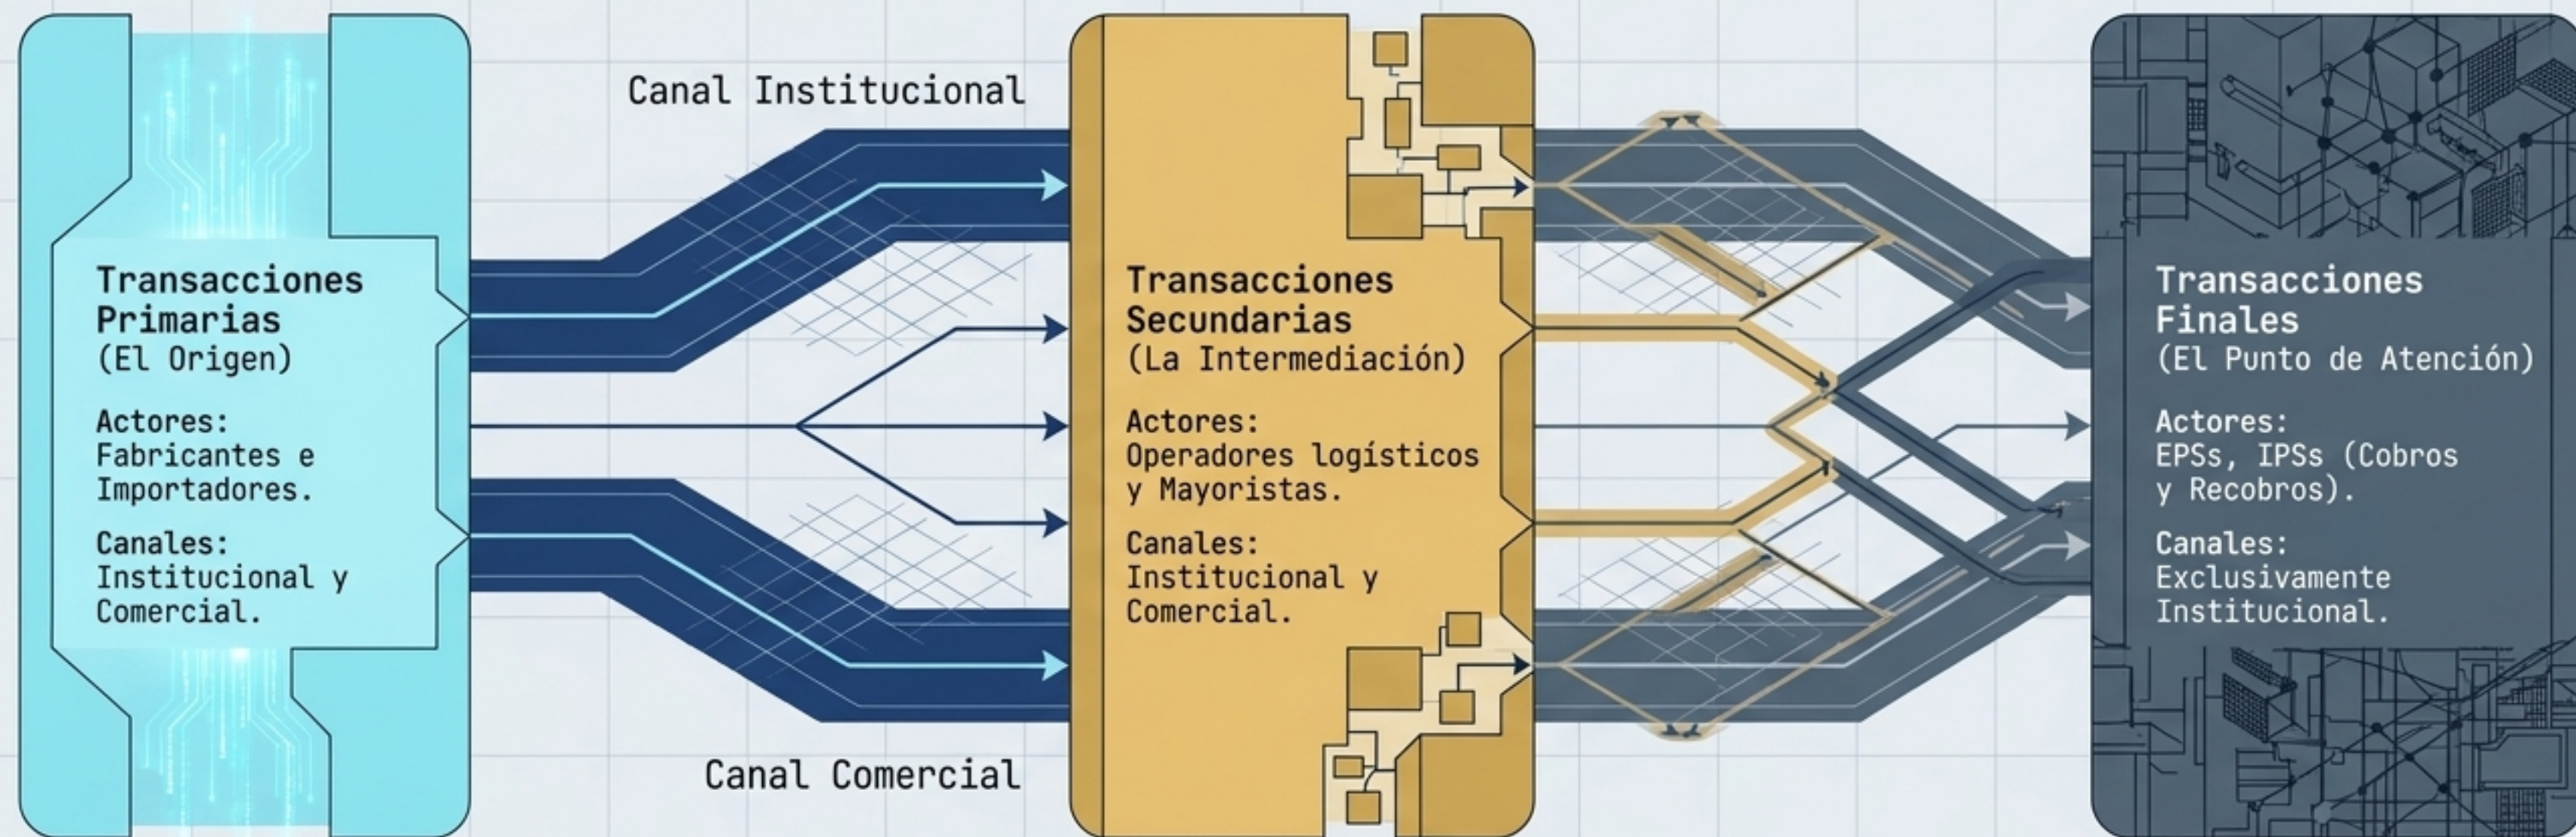 Canal Institucional
Transacciones
Primarias
(El Origen)
Actores:
Fabricantes e
Importadores.
Canales:
Institucional y
Comercial.
Canal Comercial
Transacciones
Secundarias
(La Intermediación)
Actores:
Operadores logísticos
y Mayoristas.
Canales:
Institucional y
Comercial.
Transacciones
Finales
(El Punto de Atención)
Actores:
EPSs, IPSs (Cobros
y Recobros).
Canales:
Exclusivamente
Institucional.